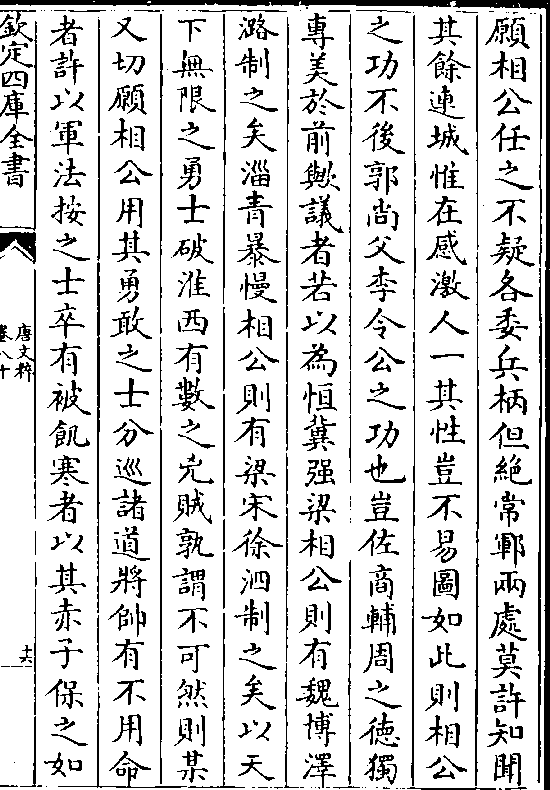 願相公任之不疑各委兵柄但絶常鄆兩處莫許知聞
其餘連城惟在感激人一其性豈不易圖如此則相公
之功不後郭尚父李令公之功也豈佐商輔周之徳獨
專美於前歟議者若以為恒冀强梁相公則有魏博澤
潞制之矣淄青暴慢相公則有梁宋徐泗制之矣以天
下無限之勇士破淮西有數之兇賊孰謂不可然則某
又切願相公用其勇敢之士分巡諸道將帥有不用命
者許以軍法按之士卒有被飢寒者以其赤子保之如
欽定四庫全書
唐文粹
卷八十
十六